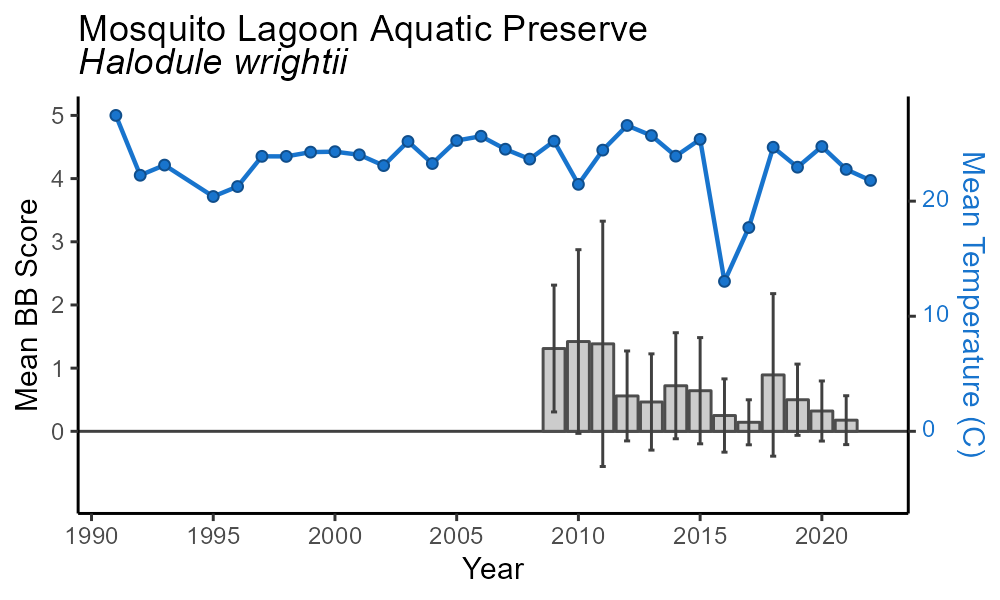 Mosquito Lagoon Aquatic Preserve
Halodule wrightii
Mean BB Score
5
4
3
2
1
0
20
10
0
Mean Temperature (C)
1990 1995 2000 2005 2010 2015 2020
Year